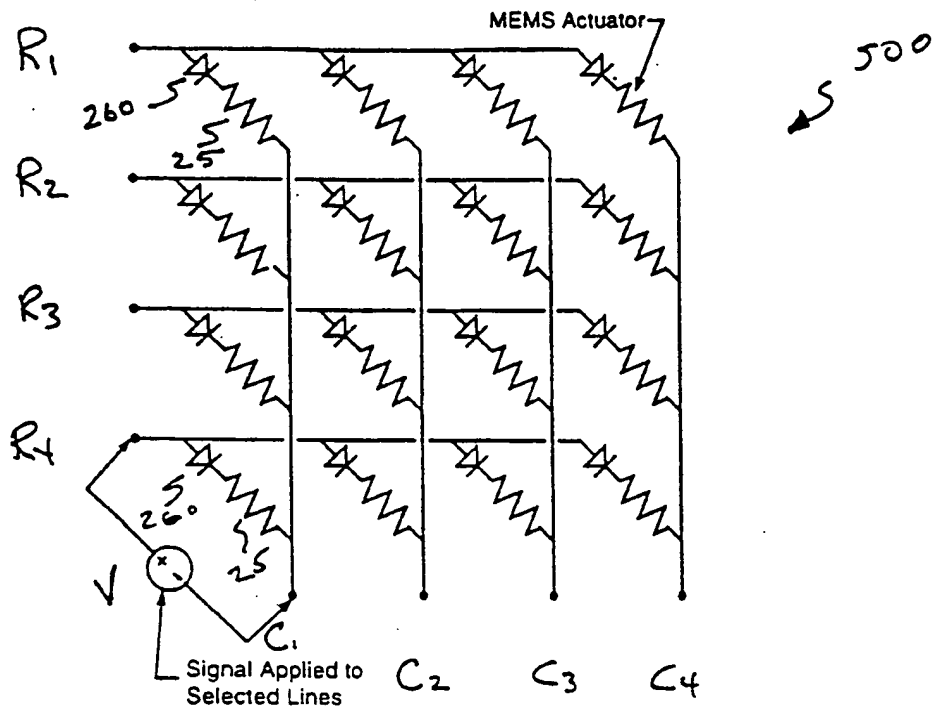 MEMS Actuator
R1
500
260
25
R2
R3
R4
260
25
V
+
-
C1
Signal Applied to
Selected Lines
C2
C3
C4